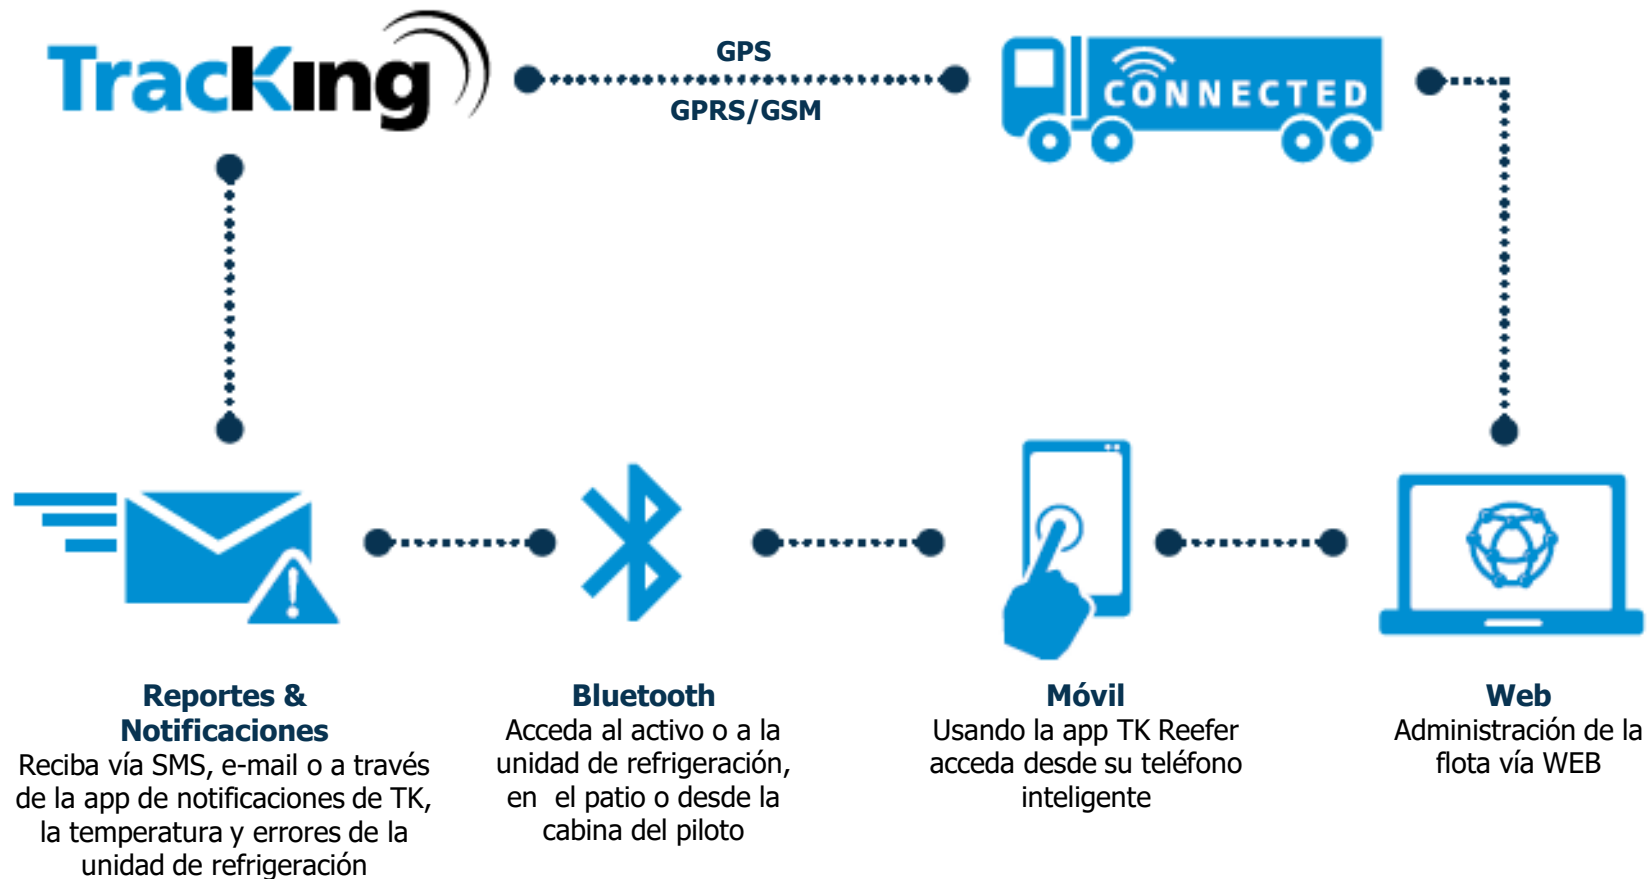 TracKing
GPS
GPRS/GSM
CONNECTED
Reportes &
Notificaciones
Reciba vía SMS, e-mail o a través
de la app de notificaciones de TK,
la temperatura y errores de la
unidad de refrigeración
Bluetooth
Acceda al activo o a la
unidad de refrigeración,
en  el patio o desde la
cabina del piloto
Móvil
Usando la app TK Reefer
acceda desde su teléfono
inteligente
Web
Administración de la
flota vía WEB